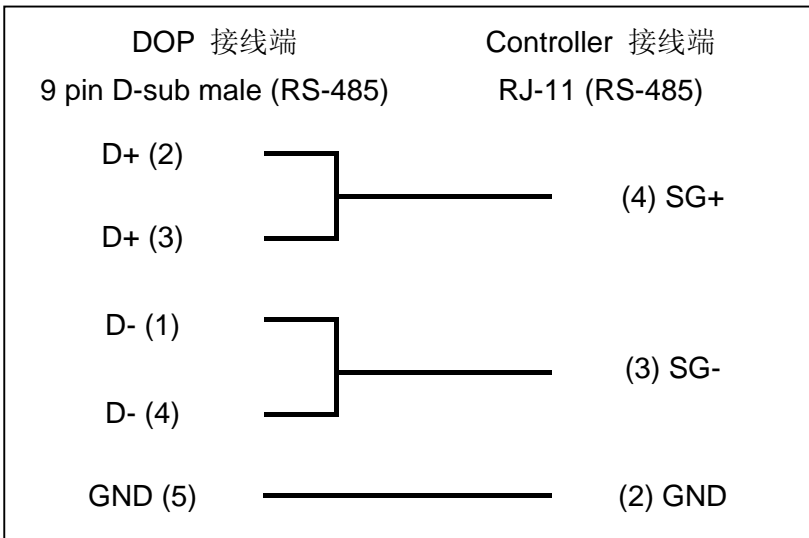 DOP 接线端 Controller 接线端
9 pin D-sub male (RS-485) RJ-11 (RS-485)
D+ (2)
(4) SG+
D+ (3)
D- (1)
(3) SG-
D- (4)
GND (5) (2) GND